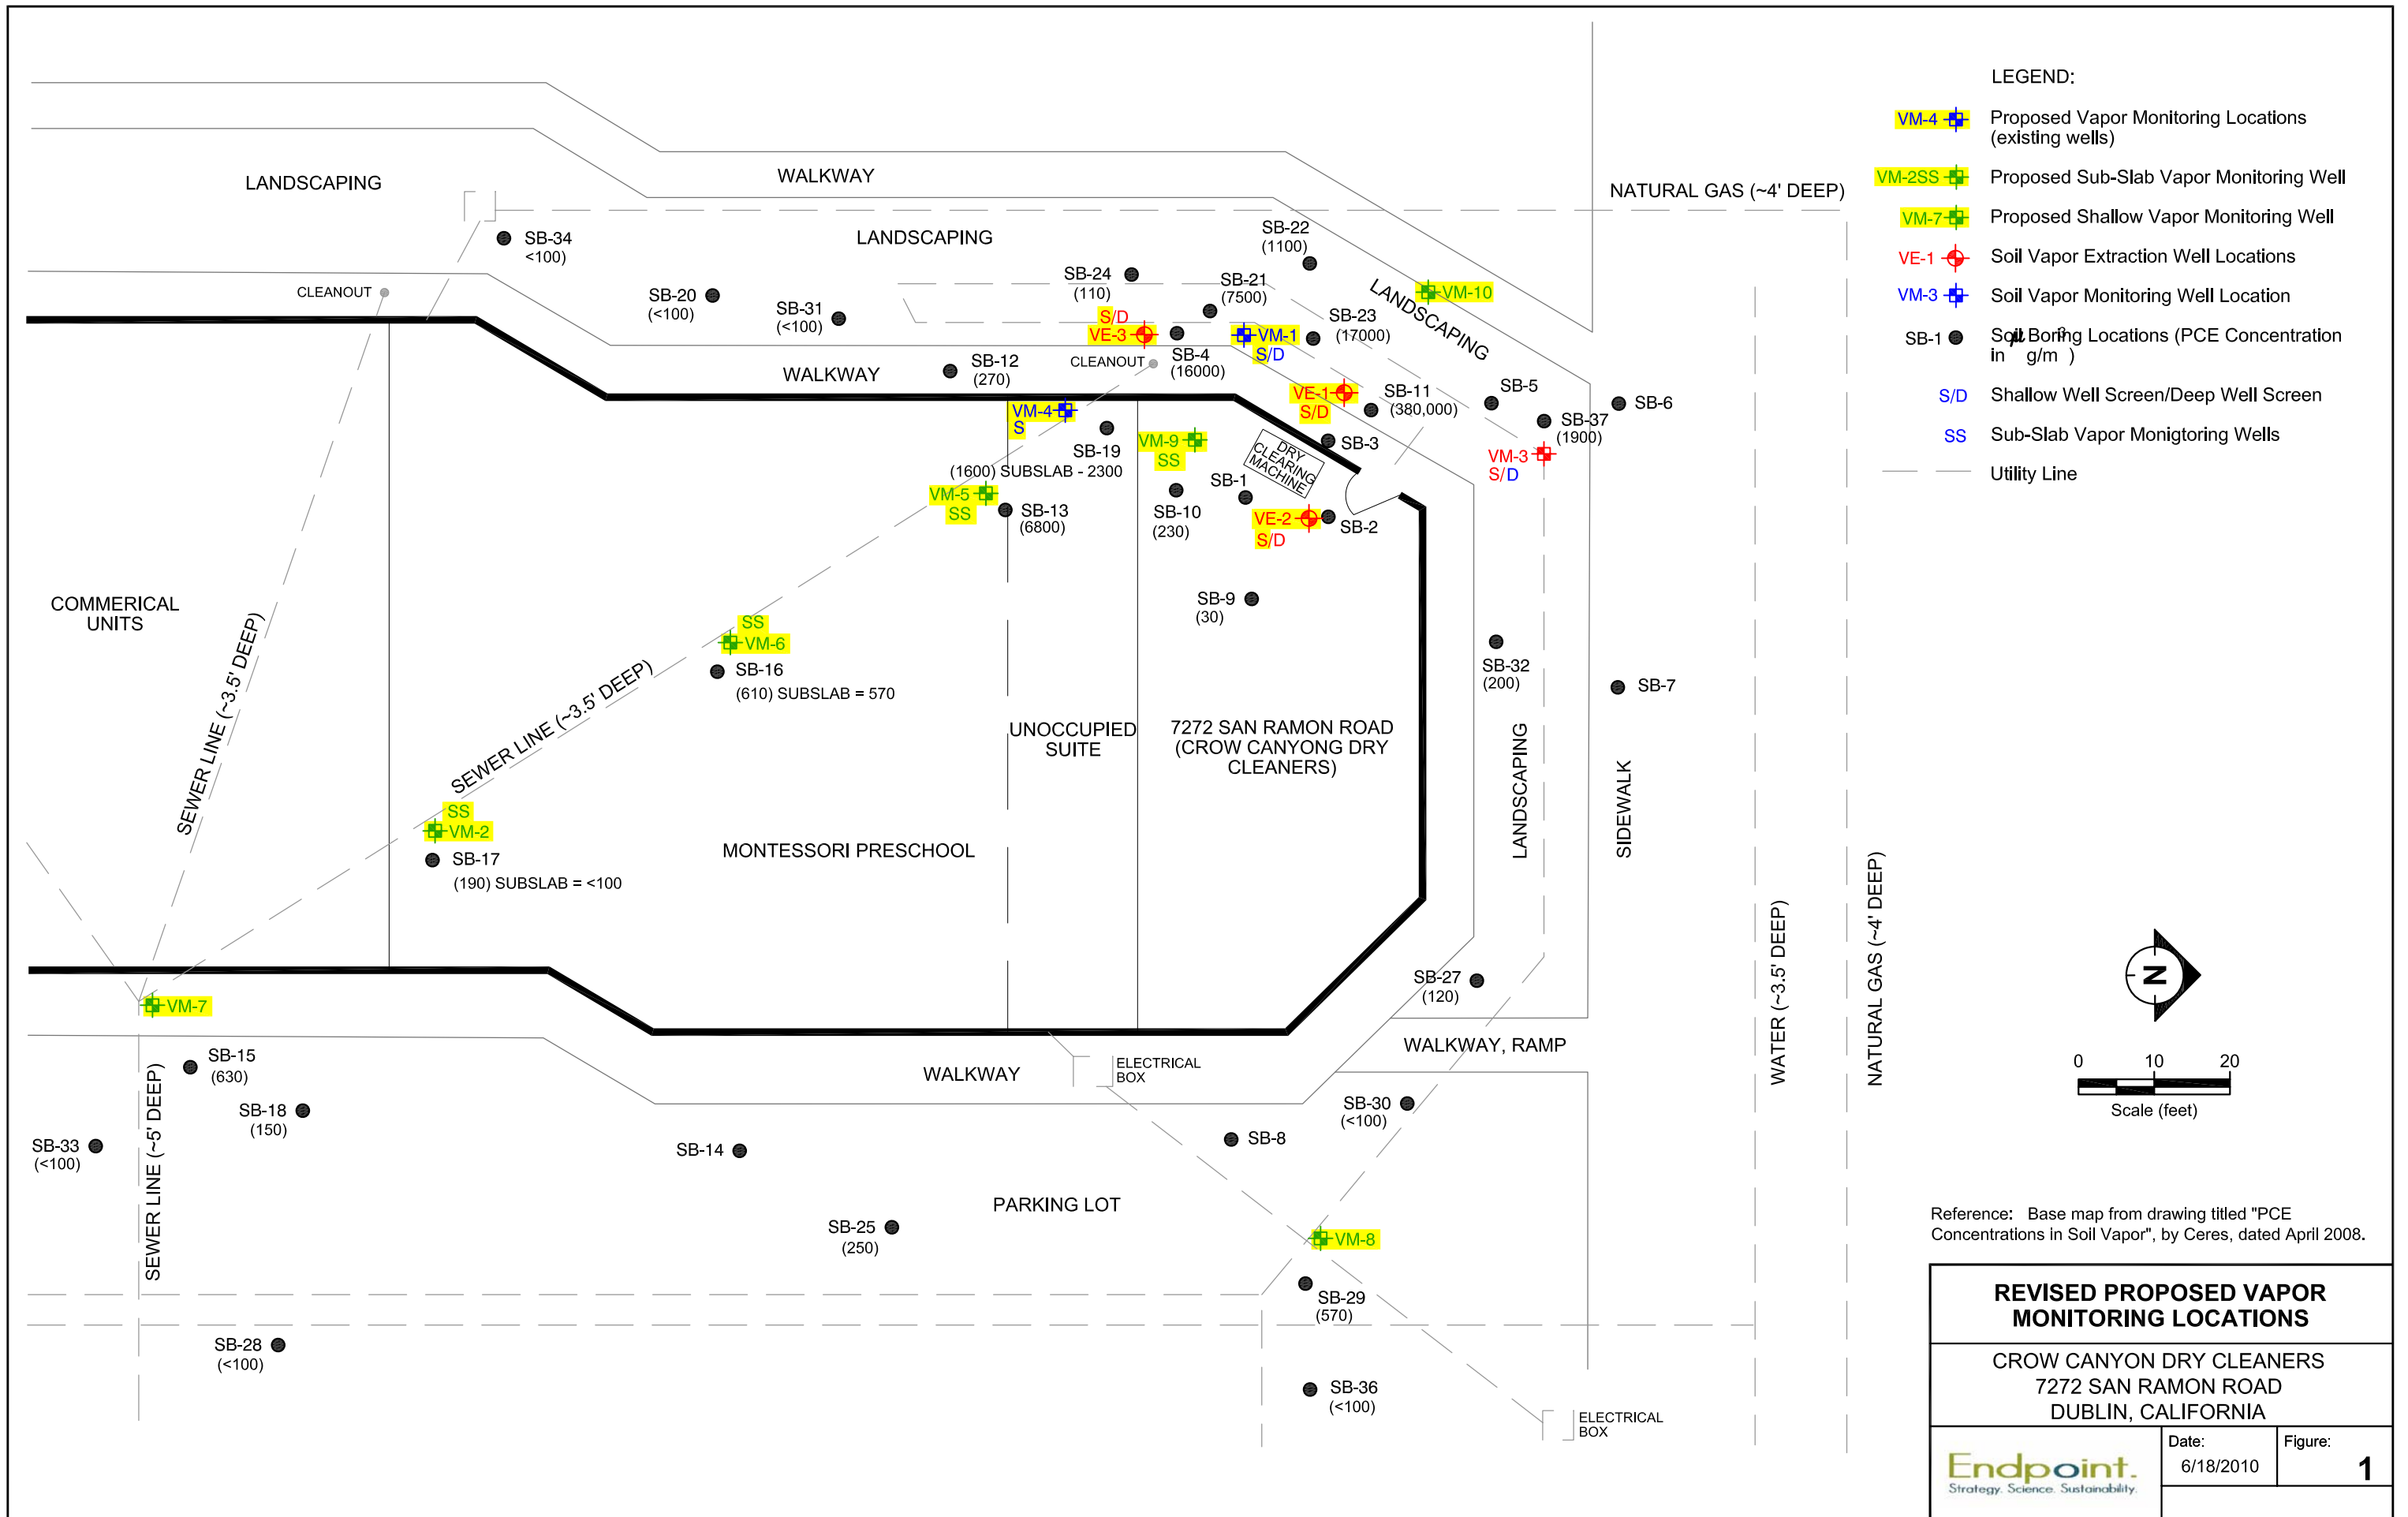 LEGEND:
VM-4 Proposed Vapor Monitoring Locations
(existing wells)
VM-2SS Proposed Sub-Slab Vapor Monitoring Well
VM-7 Proposed Shallow Vapor Monitoring Well
VE-1 Soil Vapor Extraction Well Locations
VM-3 Soil Vapor Monitoring Well Location
SB-1 Soil Boring Locations (PCE Concentration
in μg/m³)
S/D Shallow Well Screen/Deep Well Screen
SS Sub-Slab Vapor Monigtoring Wells
Utility Line
LANDSCAPING
WALKWAY
NATURAL GAS (~4' DEEP)
SB-34
<100)
LANDSCAPING
SB-22
(1100)
CLEANOUT
SB-20
(<100)
SB-31
(<100)
SB-24
(110)
SB-21
(7500)
LANDSCAPING
VM-10
S/D
VE-3
SB-4
(16000)
VM-1
S/D
SB-23
(17000)
CLEANOUT
WALKWAY
SB-12
(270)
VE-1
S/D
SB-11
(380,000)
SB-5
SB-6
SB-37
(1900)
VM-4
S
SB-19
(1600) SUBSLAB - 2300
VM-9
SS
DRY
CLEARING
MACHINE
SB-3
VM-3
S/D
VM-5
SS
SB-13
(6800)
SB-10
(230)
SB-1
VE-2
S/D
SB-2
COMMERICAL
UNITS
SB-9
(30)
SS
VM-6
SB-16
(610) SUBSLAB = 570
SB-32
(200)
SB-7
SEWER LINE (~3.5' DEEP)
SEWER LINE (~3.5' DEEP)
UNOCCUPIED
SUITE
7272 SAN RAMON ROAD
(CROW CANYONG DRY
CLEANERS)
LANDSCAPING
SIDEWALK
SS
VM-2
SB-17
(190) SUBSLAB = <100
MONTESSORI PRESCHOOL
WATER (~3.5' DEEP)
NATURAL GAS (~4' DEEP)
N
VM-7
SB-27
(120)
WALKWAY, RAMP
SB-15
(630)
WALKWAY
ELECTRICAL
BOX
0 10 20
Scale (feet)
SB-18
(150)
SB-33
(<100)
SEWER LINE (~5' DEEP)
SB-14
SB-8
SB-30
(<100)
PARKING LOT
SB-25
(250)
VM-8
SB-29
(570)
SB-28
(<100)
SB-36
(<100)
ELECTRICAL
BOX
Reference: Base map from drawing titled "PCE
Concentrations in Soil Vapor", by Ceres, dated April 2008.
REVISED PROPOSED VAPOR
MONITORING LOCATIONS
CROW CANYON DRY CLEANERS
7272 SAN RAMON ROAD
DUBLIN, CALIFORNIA
Endpoint.
Strategy. Science. Sustainability.
Date:
6/18/2010
Figure:
1